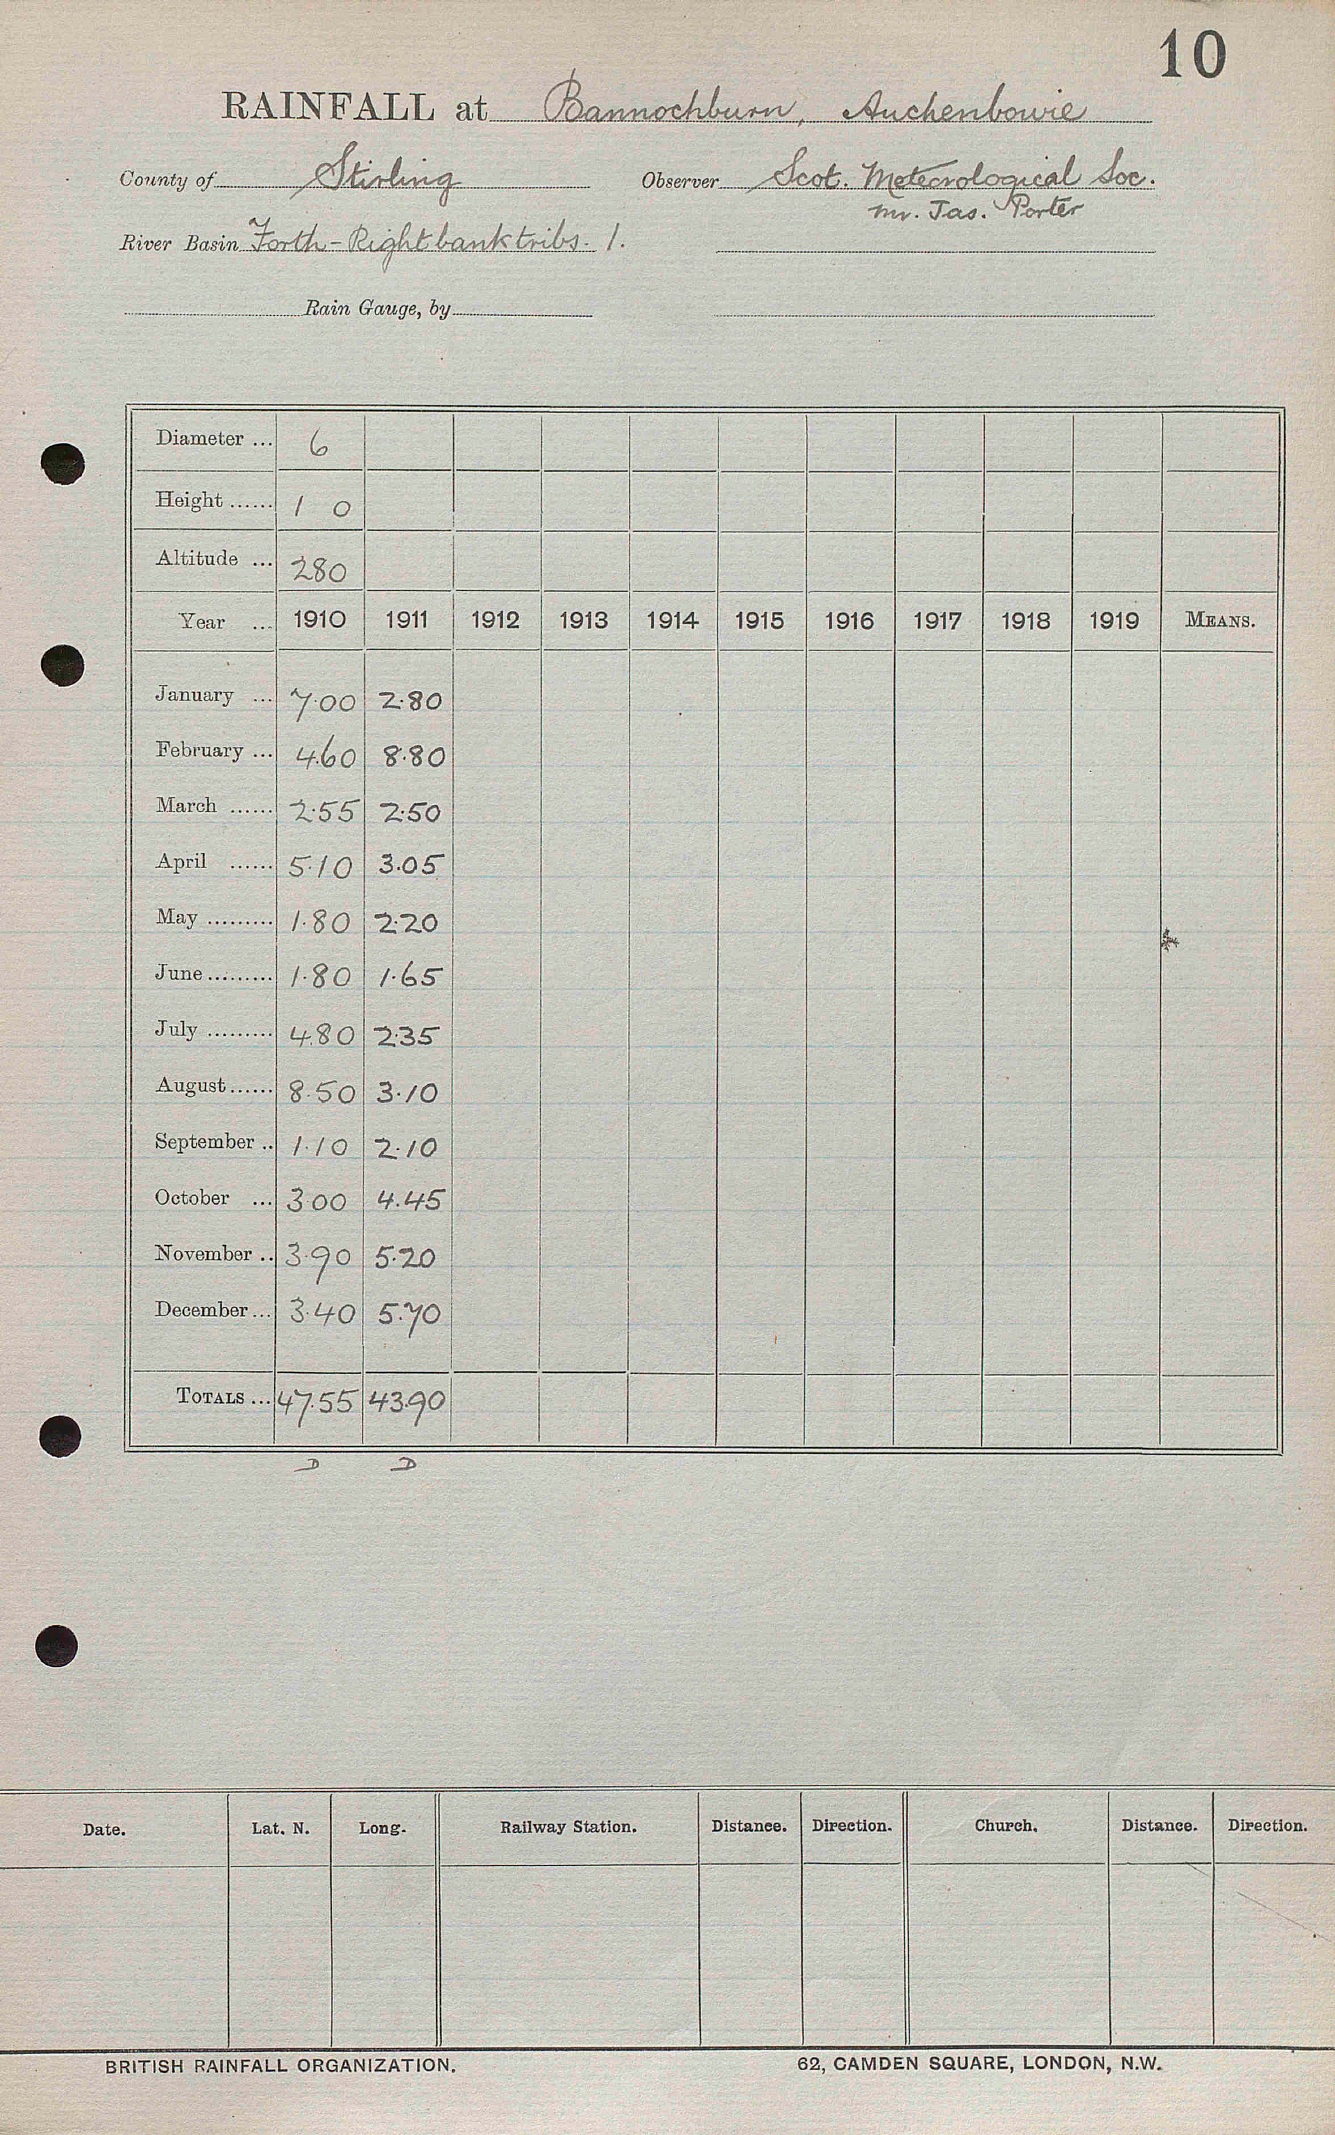 10
RAINFALL at Bannockburn, Auchenbowie
County of Stirling Observer Scot. Meteorological Soc.
Mr. Jas. Porter
River Basin Forth - Right bank tribs. 1.
Rain Gauge, by
Diameter ... 6
Height ...... 1 0
Altitude ... 280
Year ... 1910 1911 1912 1913 1914 1915 1916 1917 1918 1919 MEANS.
January ... 7.00 2.80
February ... 4.60 8.80
March ...... 2.55 2.50
April ...... 5.10 3.05
May ......... 1.80 2.20
June ......... 1.80 1.65
July ......... 4.80 2.35
August ...... 8.50 3.10
September .. 1.10 2.10
October ... 3.00 4.45
November .. 3.90 5.20
December ... 3.40 5.70
TOTALS ... 47.55 43.90
D D
Date. Lat. N. Long. Railway Station. Distance. Direction. Church. Distance. Direction.
BRITISH RAINFALL ORGANIZATION. 62, CAMDEN SQUARE, LONDON, N.W.